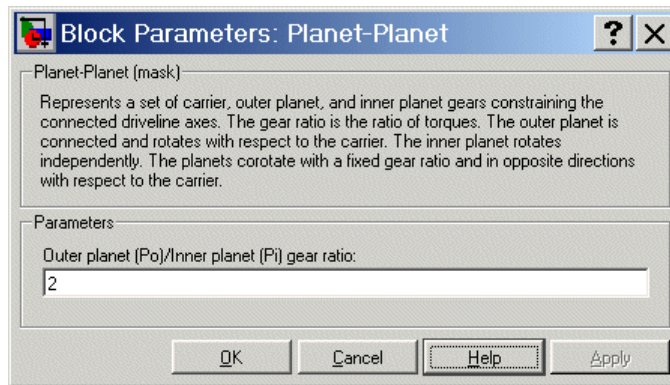 Block Parameters: Planet-Planet
Planet-Planet (mask)
Represents a set of carrier, outer planet, and inner planet gears constraining the
connected driveline axes. The gear ratio is the ratio of torques. The outer planet is
connected and rotates with respect to the carrier. The inner planet rotates
independently. The planets corotate with a fixed gear ratio and in opposite directions
with respect to the carrier.
Parameters
Outer planet (Po)/Inner planet (Pi) gear ratio:
2
OK Cancel Help Apply